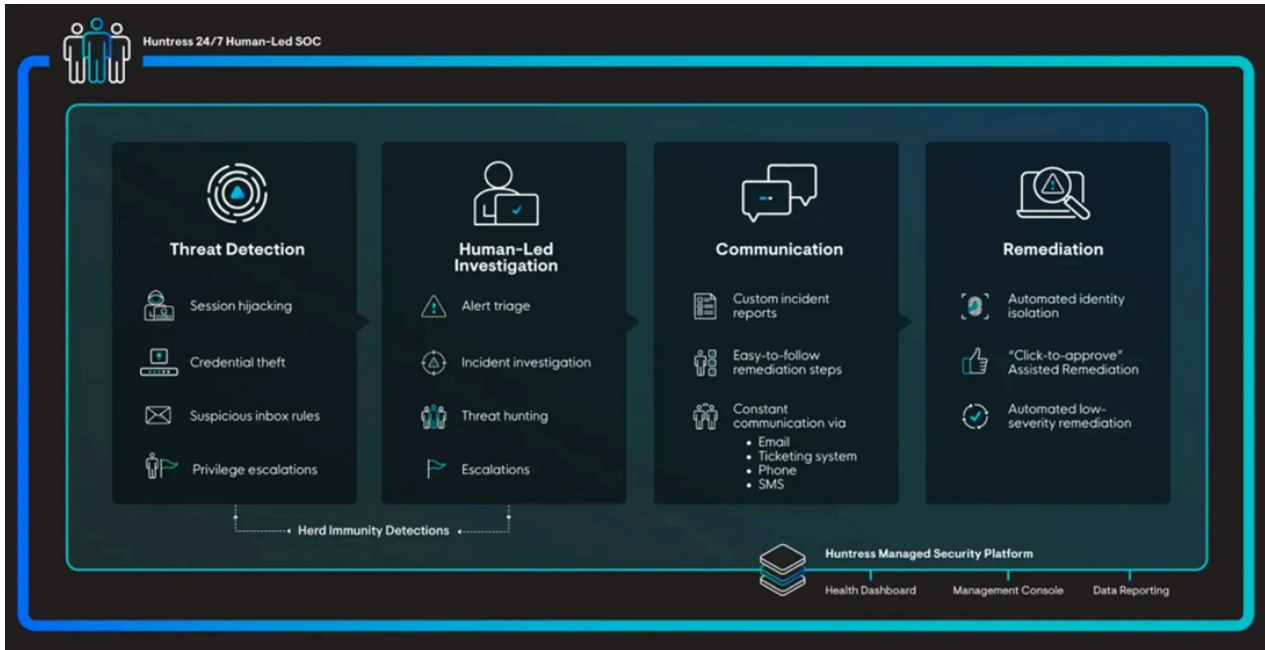 Huntress 24/7 Human-Led SOC
Threat Detection
Session hijacking
Credential theft
Suspicious inbox rules
Privilege escalations
Human-Led
Investigation
Alert triage
Incident investigation
Threat hunting
Escalations
Communication
Custom incident
reports
Easy-to-follow
remediation steps
Constant
communication via
• Email
• Ticketing system
• Phone
• SMS
Remediation
Automated identity
isolation
“Click-to-approve”
Assisted Remediation
Automated low-
severity remediation
Herd Immunity Detections
Huntress Managed Security Platform
Health Dashboard
Management Console
Data Reporting